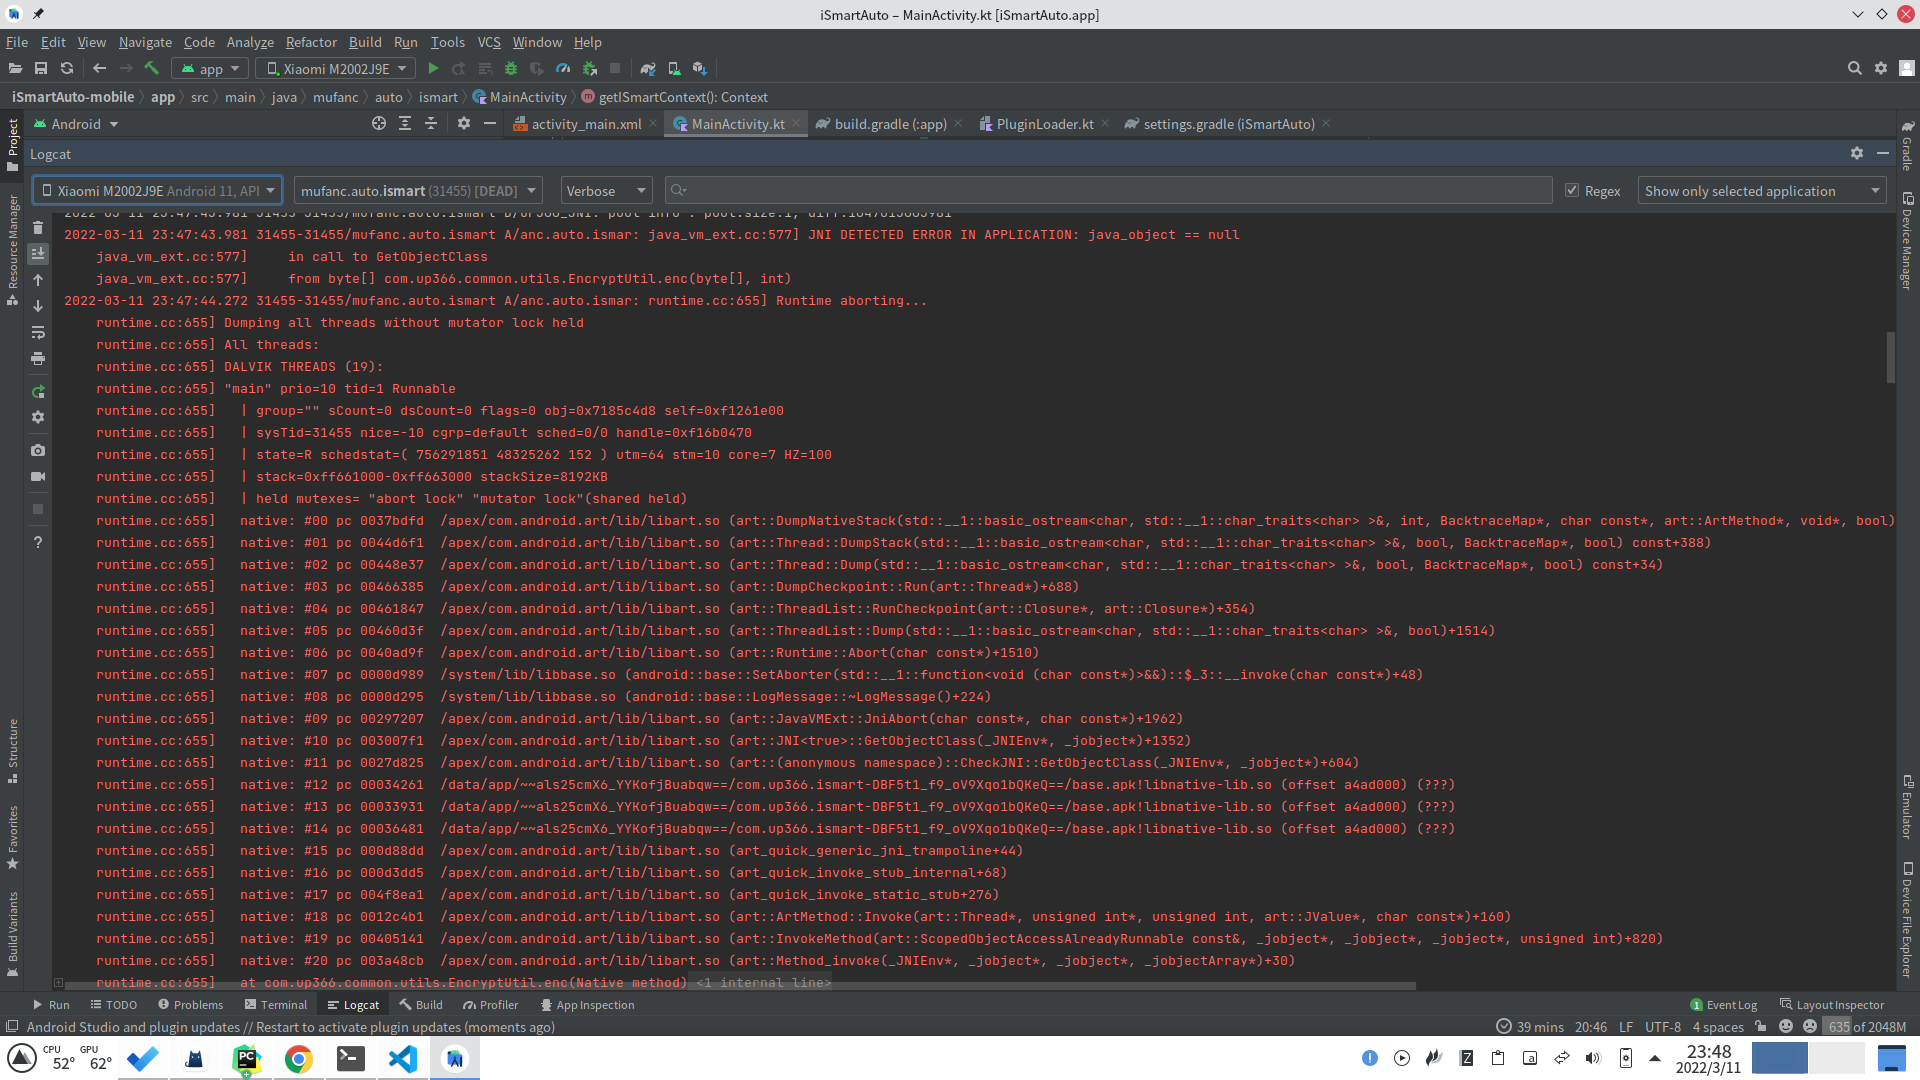 iSmartAuto – MainActivity.kt [iSmartAuto.app]
File Edit View Navigate Code Analyze Refactor Build Run Tools VCS Window Help
app Xiaomi M2002J9E
iSmartAuto-mobile app src main java mufanc auto ismart MainActivity getISmartContext(): Context
Android activity_main.xml MainActivity.kt build.gradle (:app) PluginLoader.kt settings.gradle (iSmartAuto)
Logcat
Xiaomi M2002J9E Android 11, API mufanc.auto.ismart (31455) [DEAD] Verbose Regex Show only selected application
2022-03-11 23:47:43.981 31455-31455/mufanc.auto.ismart A/anc.auto.ismar: java_vm_ext.cc:577] JNI DETECTED ERROR IN APPLICATION: java_object == null
java_vm_ext.cc:577]     in call to GetObjectClass
java_vm_ext.cc:577]     from byte[] com.up366.common.utils.EncryptUtil.enc(byte[], int)
2022-03-11 23:47:44.272 31455-31455/mufanc.auto.ismart A/anc.auto.ismar: runtime.cc:655] Runtime aborting...
runtime.cc:655] Dumping all threads without mutator lock held
runtime.cc:655] All threads:
runtime.cc:655] DALVIK THREADS (19):
runtime.cc:655] "main" prio=10 tid=1 Runnable
runtime.cc:655]   | group="" sCount=0 dsCount=0 flags=0 obj=0x7185c4d8 self=0xf1261e00
runtime.cc:655]   | sysTid=31455 nice=-10 cgrp=default sched=0/0 handle=0xf16b0470
runtime.cc:655]   | state=R schedstat=( 756291851 48325262 152 ) utm=64 stm=10 core=7 HZ=100
runtime.cc:655]   | stack=0xff661000-0xff663000 stackSize=8192KB
runtime.cc:655]   | held mutexes= "abort lock" "mutator lock"(shared held)
runtime.cc:655]   native: #00 pc 0037bdfd  /apex/com.android.art/lib/libart.so (art::DumpNativeStack(std::__1::basic_ostream<char, std::__1::char_traits<char> >&, int, BacktraceMap*, char const*, art::ArtMethod*, void*, bool)
runtime.cc:655]   native: #01 pc 0044d6f1  /apex/com.android.art/lib/libart.so (art::Thread::DumpStack(std::__1::basic_ostream<char, std::__1::char_traits<char> >&, bool, BacktraceMap*, bool) const+388)
runtime.cc:655]   native: #02 pc 00448e37  /apex/com.android.art/lib/libart.so (art::Thread::Dump(std::__1::basic_ostream<char, std::__1::char_traits<char> >&, bool, BacktraceMap*, bool) const+34)
runtime.cc:655]   native: #03 pc 00466385  /apex/com.android.art/lib/libart.so (art::DumpCheckpoint::Run(art::Thread*)+688)
runtime.cc:655]   native: #04 pc 00461847  /apex/com.android.art/lib/libart.so (art::ThreadList::RunCheckpoint(art::Closure*, art::Closure*)+354)
runtime.cc:655]   native: #05 pc 00460d3f  /apex/com.android.art/lib/libart.so (art::ThreadList::Dump(std::__1::basic_ostream<char, std::__1::char_traits<char> >&, bool)+1514)
runtime.cc:655]   native: #06 pc 0040ad9f  /apex/com.android.art/lib/libart.so (art::Runtime::Abort(char const*)+1510)
runtime.cc:655]   native: #07 pc 0000d989  /system/lib/libbase.so (android::base::SetAborter(std::__1::function<void (char const*)>&&)::$_3::__invoke(char const*)+48)
runtime.cc:655]   native: #08 pc 0000d295  /system/lib/libbase.so (android::base::LogMessage::~LogMessage()+224)
runtime.cc:655]   native: #09 pc 00297207  /apex/com.android.art/lib/libart.so (art::JavaVMExt::JniAbort(char const*, char const*)+1962)
runtime.cc:655]   native: #10 pc 003007f1  /apex/com.android.art/lib/libart.so (art::JNI<true>::GetObjectClass(_JNIEnv*, _jobject*)+1352)
runtime.cc:655]   native: #11 pc 0027d825  /apex/com.android.art/lib/libart.so (art::(anonymous namespace)::CheckJNI::GetObjectClass(_JNIEnv*, _jobject*)+604)
runtime.cc:655]   native: #12 pc 00034261  /data/app/~~als25cmX6_YYKofjBuabqw==/com.up366.ismart-DBF5t1_f9_oV9Xqo1bQKeQ==/base.apk!libnative-lib.so (offset a4ad000) (???)
runtime.cc:655]   native: #13 pc 00033931  /data/app/~~als25cmX6_YYKofjBuabqw==/com.up366.ismart-DBF5t1_f9_oV9Xqo1bQKeQ==/base.apk!libnative-lib.so (offset a4ad000) (???)
runtime.cc:655]   native: #14 pc 00036481  /data/app/~~als25cmX6_YYKofjBuabqw==/com.up366.ismart-DBF5t1_f9_oV9Xqo1bQKeQ==/base.apk!libnative-lib.so (offset a4ad000) (???)
runtime.cc:655]   native: #15 pc 000d88dd  /apex/com.android.art/lib/libart.so (art_quick_generic_jni_trampoline+44)
runtime.cc:655]   native: #16 pc 000d3dd5  /apex/com.android.art/lib/libart.so (art_quick_invoke_stub_internal+68)
runtime.cc:655]   native: #17 pc 004f8ea1  /apex/com.android.art/lib/libart.so (art_quick_invoke_static_stub+276)
runtime.cc:655]   native: #18 pc 0012c4b1  /apex/com.android.art/lib/libart.so (art::ArtMethod::Invoke(art::Thread*, unsigned int*, unsigned int, art::JValue*, char const*)+160)
runtime.cc:655]   native: #19 pc 00405141  /apex/com.android.art/lib/libart.so (art::InvokeMethod(art::ScopedObjectAccessAlreadyRunnable const&, _jobject*, _jobject*, _jobject*, unsigned int)+820)
runtime.cc:655]   native: #20 pc 003a48cb  /apex/com.android.art/lib/libart.so (art::Method_invoke(_JNIEnv*, _jobject*, _jobject*, _jobjectArray*)+30)
runtime.cc:655]   at com.up366.common.utils.EncryptUtil.enc(Native method) <1 internal line>
Project
Resource Manager
Structure
Favorites
Build Variants
Gradle
Device Manager
Emulator
Device File Explorer
Run TODO Problems Terminal Logcat Build Profiler App Inspection 1 Event Log Layout Inspector
Android Studio and plugin updates // Restart to activate plugin updates (moments ago) 39 mins 20:46 LF UTF-8 4 spaces 635 of 2048M
CPU 52° GPU 62°
23:48
2022/3/11